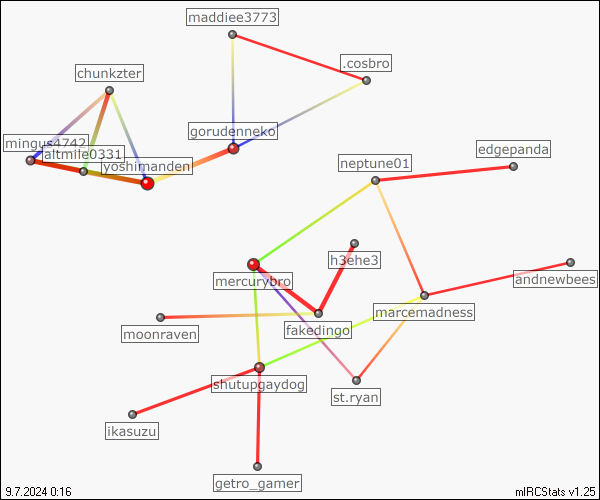 maddiee3773
.cosbro
chunkzter
gorudenneko
mingus4742
altmile0331
yoshimanden
edgepanda
neptune01
h3ehe3
mercurybro
andnewbees
marcemadness
fakedingo
moonraven
shutupgaydog
st.ryan
ikasuzu
getro_gamer
9.7.2024 0:16
mIRCStats v1.25